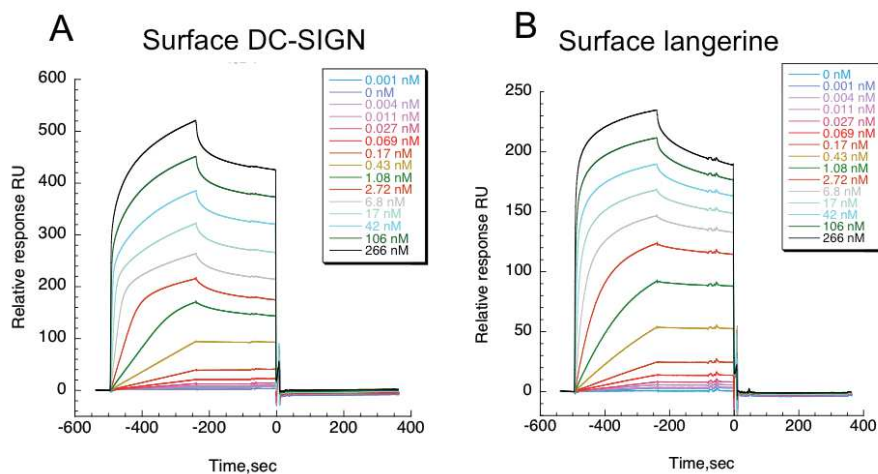 A
Surface DC-SIGN
600
500
400
300
200
100
0
Relative response RU
-600
-400
-200
0
200
400
Time,sec
0.001 nM
0 nM
0.004 nM
0.011 nM
0.027 nM
0.069 nM
0.17 nM
0.43 nM
1.08 nM
2.72 nM
6.8 nM
17 nM
42 nM
106 nM
266 nM
B
Surface langerine
250
200
150
100
50
0
Relative response RU
-600
-400
-200
0
200
400
Time,sec
0 nM
0.001 nM
0.004 nM
0.011 nM
0.027 nM
0.069 nM
0.17 nM
0.43 nM
1.08 nM
2.72 nM
6.8 nM
17 nM
42 nM
106 nM
266 nM